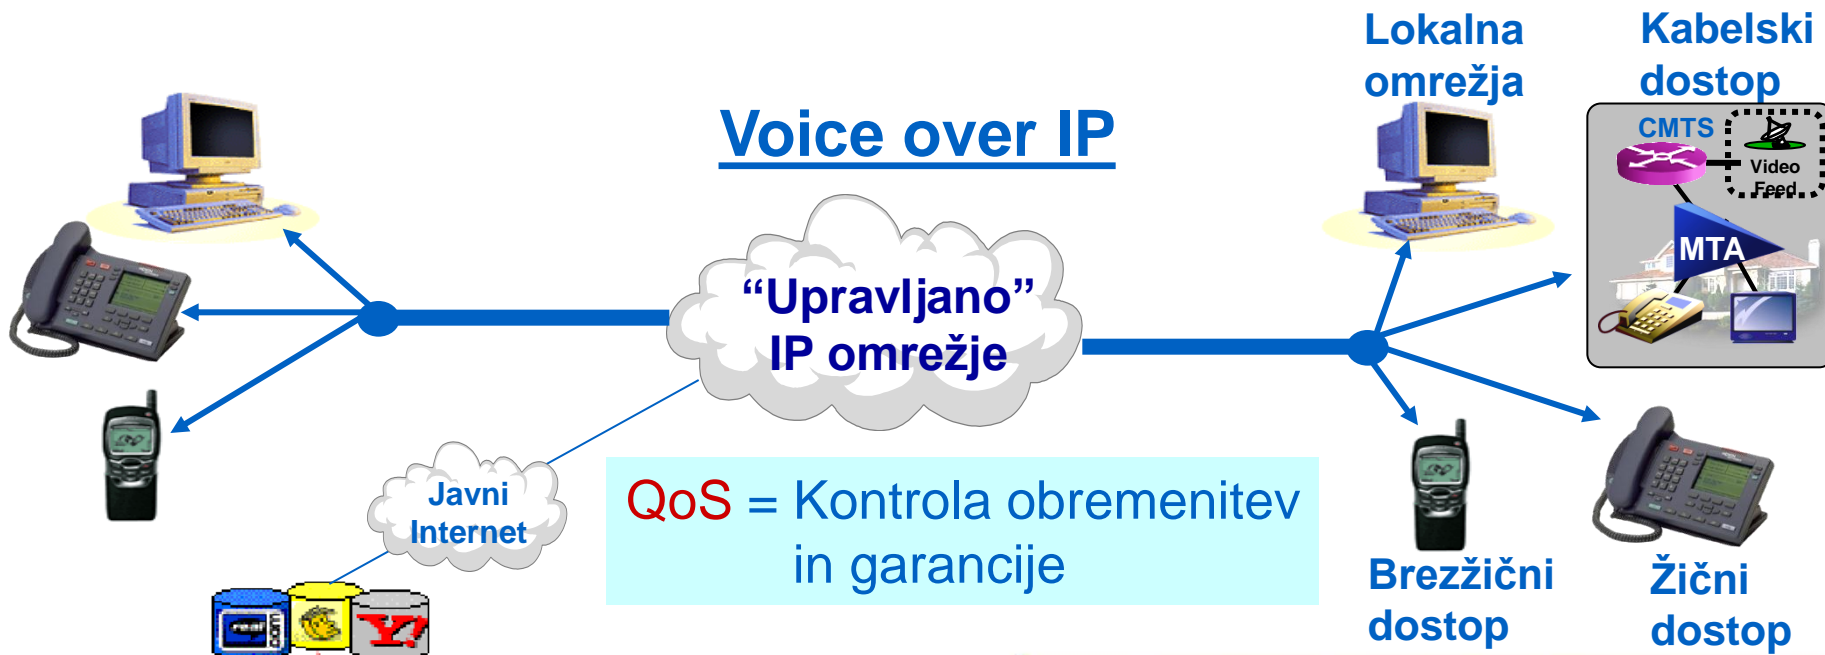 Lokalna
omrežja
Kabelski
dostop
Voice over IP
CMTS
Video
Feed
MTA
“Upravljano”
IP omrežje
Javni
Internet
QoS = Kontrola obremenitev
in garancije
Brezžični
dostop
Žični
dostop
Y!